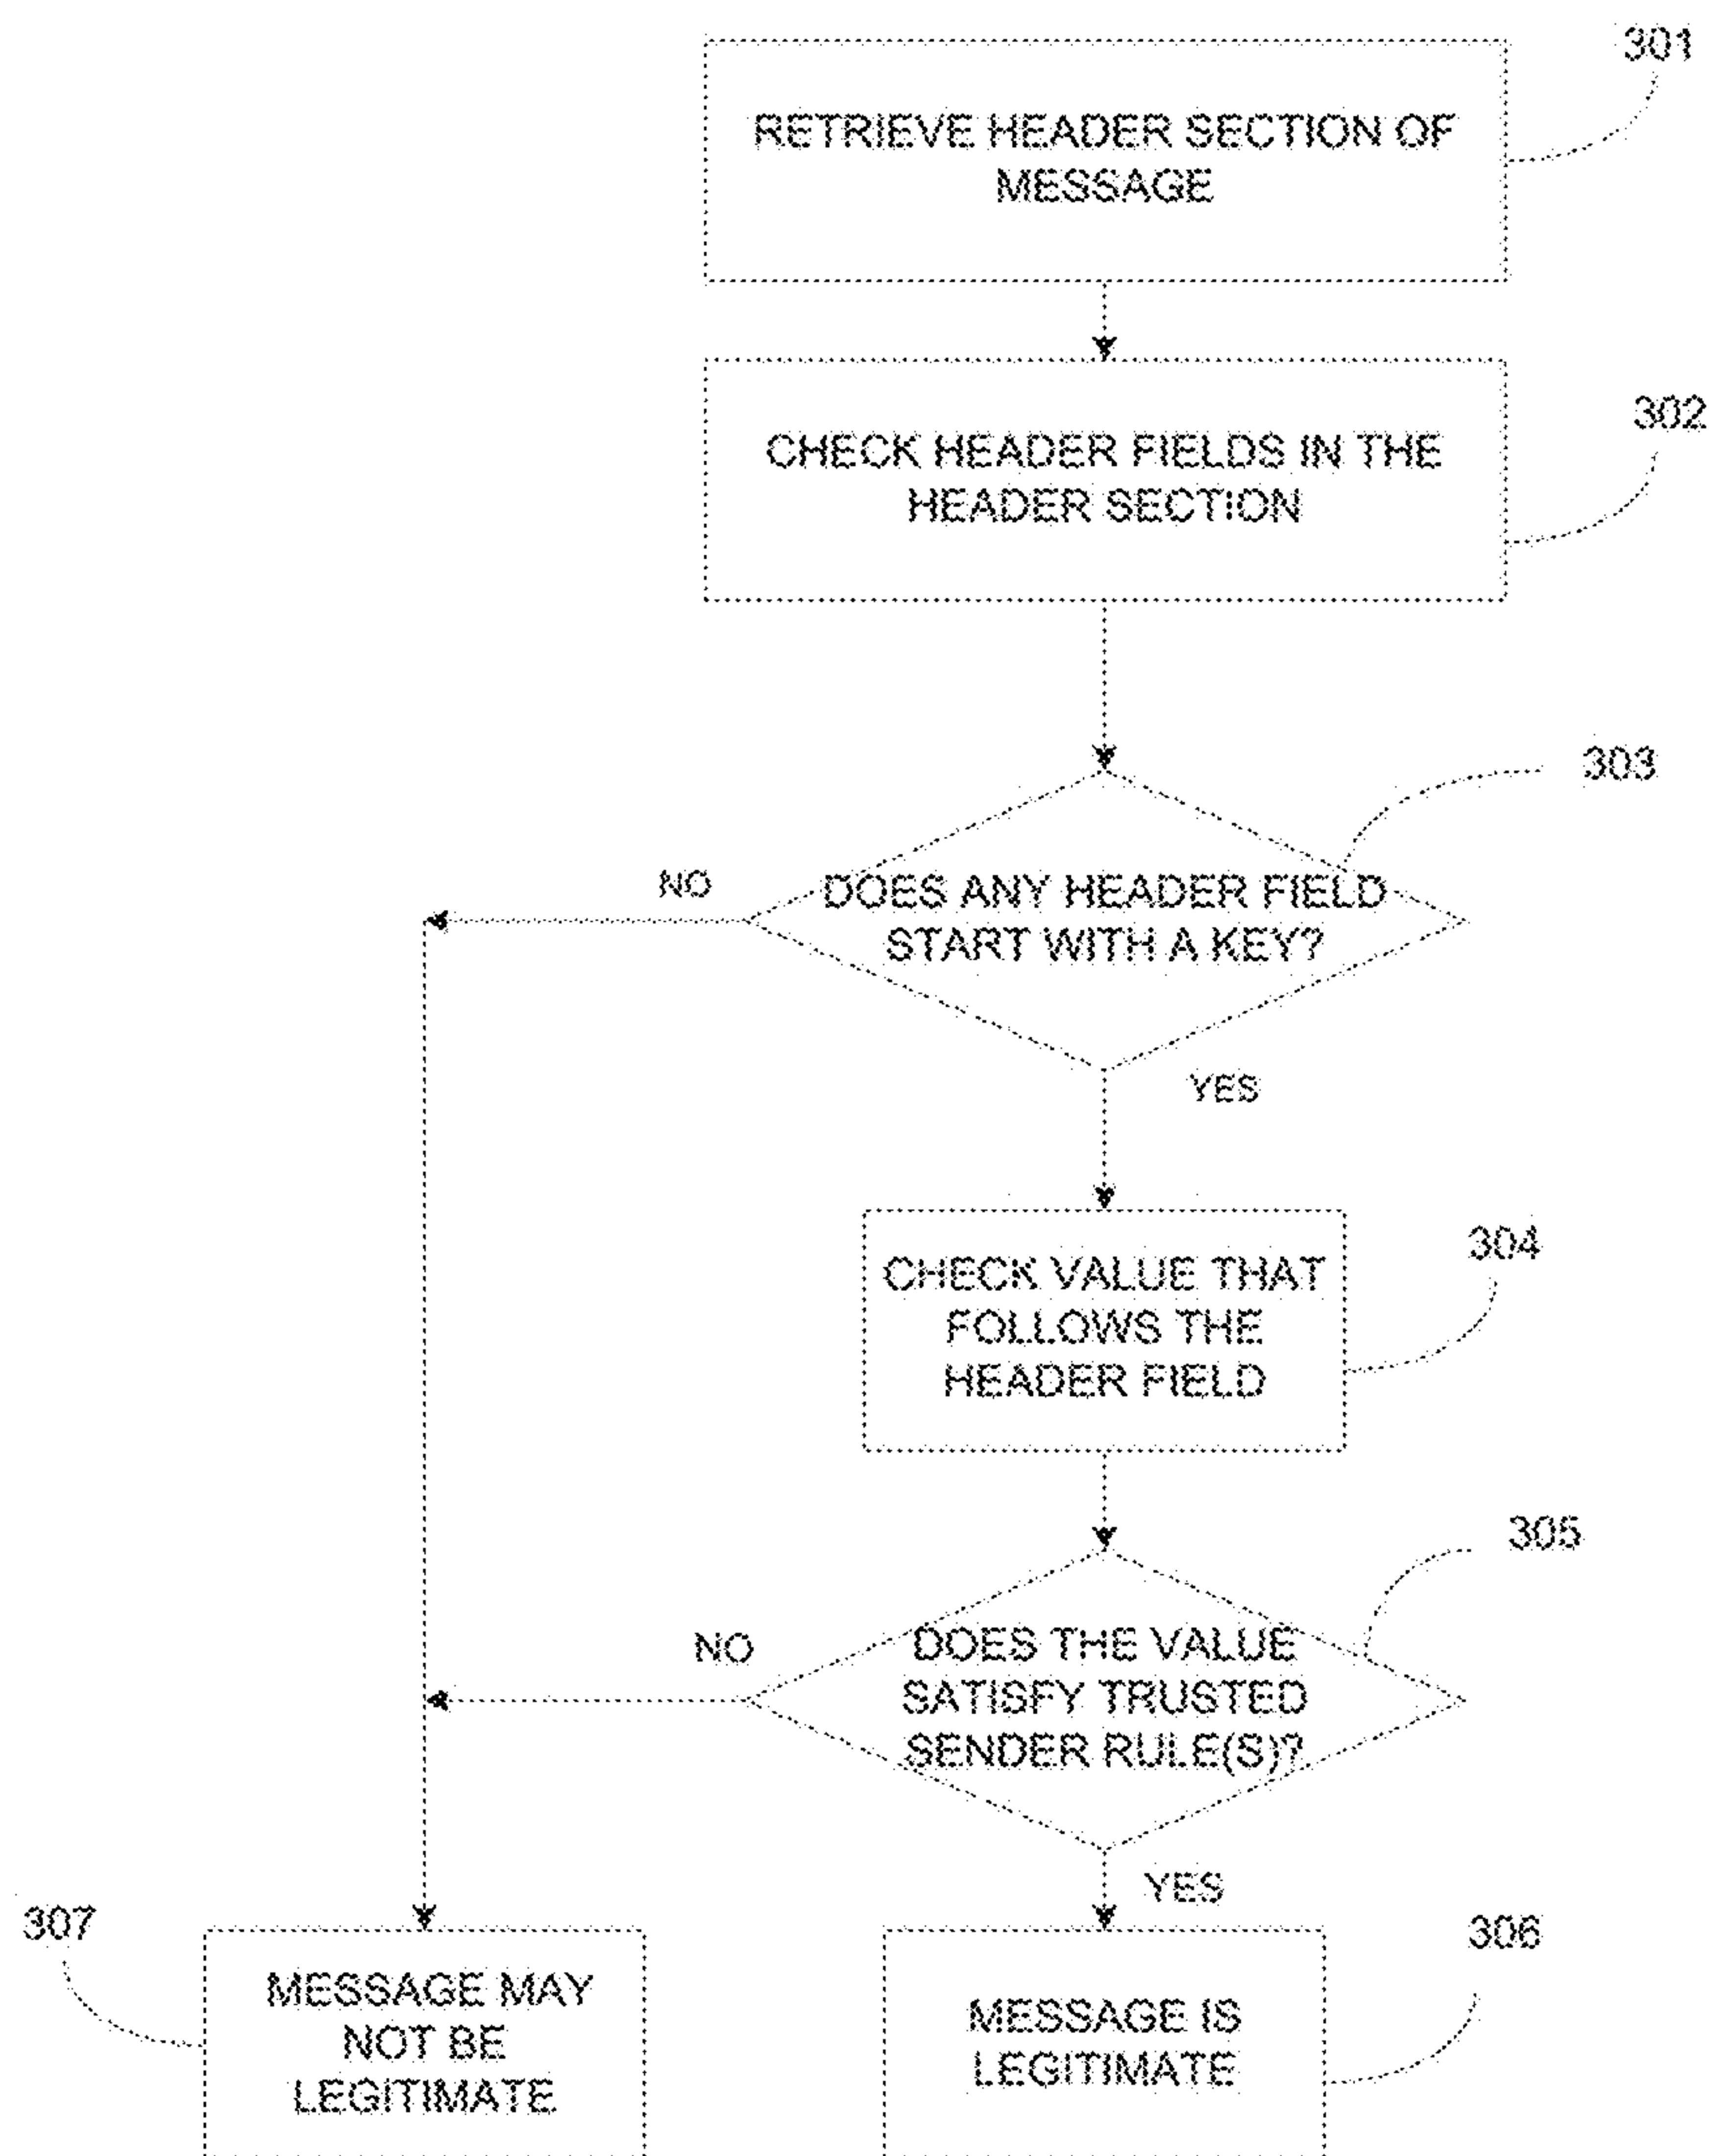 301
RETRIEVE HEADER SECTION OF
MESSAGE
302
CHECK HEADER FIELDS IN THE
HEADER SECTION
303
NO
DOES ANY HEADER FIELD
START WITH A KEY?
YES
304
CHECK VALUE THAT
FOLLOWS THE
HEADER FIELD
305
NO
DOES THE VALUE
SATISFY TRUSTED
SENDER RULE(S)?
YES
307
MESSAGE MAY
NOT BE
LEGITIMATE
306
MESSAGE IS
LEGITIMATE